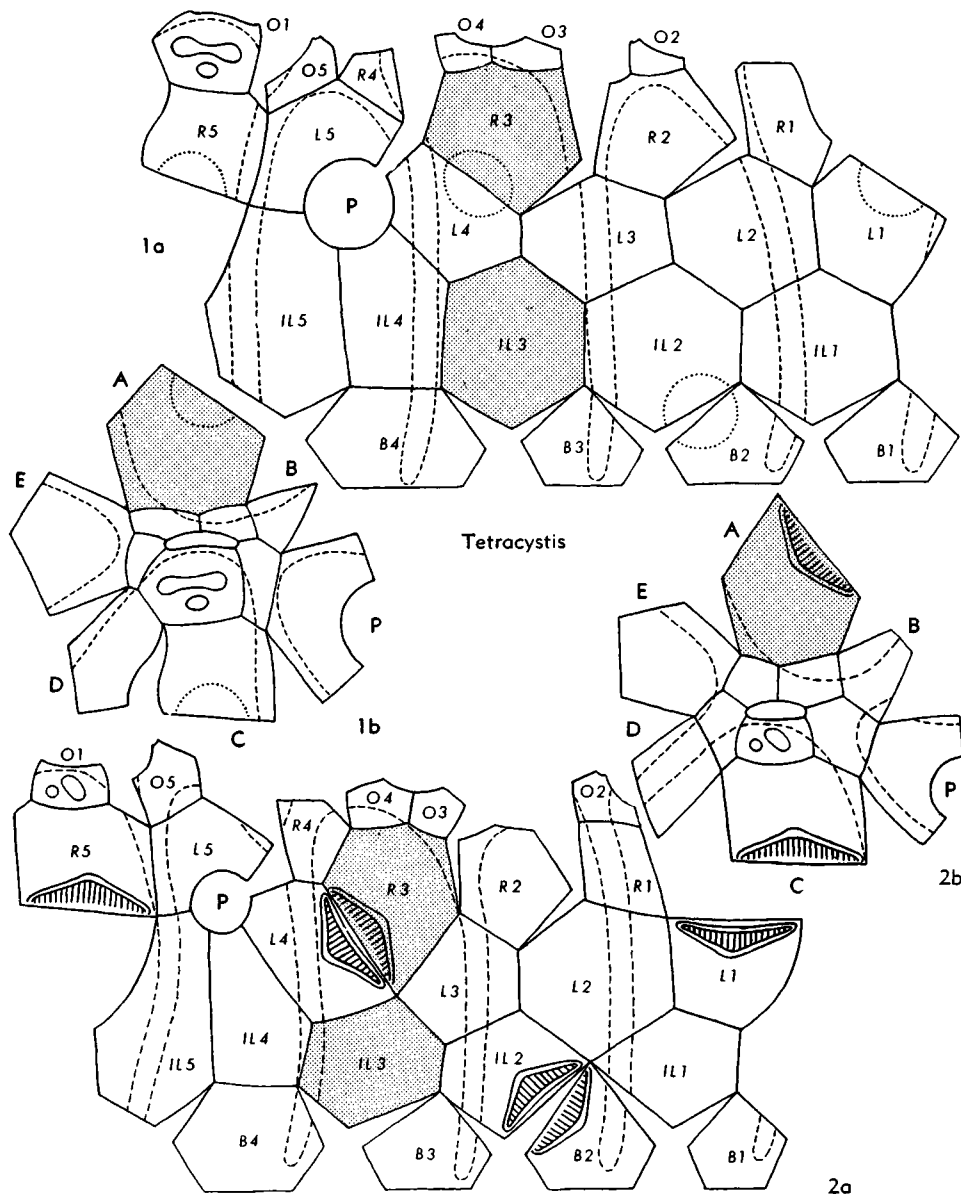 O1
O5
R4
O4
O3
O2
R5
L5
R3
R2
R1
P
L4
L3
L2
L1
1a
IL5
IL4
IL3
IL2
IL1
B4
B3
B2
B1
A
E
B
D
P
C
1b
Tetracystis
A
E
B
D
P
C
2b
O1
O5
R4
O4
O3
O2
R5
L5
R3
R2
R1
P
L4
L3
L2
L1
IL5
IL4
IL3
IL2
IL1
B4
B3
B2
B1
2a